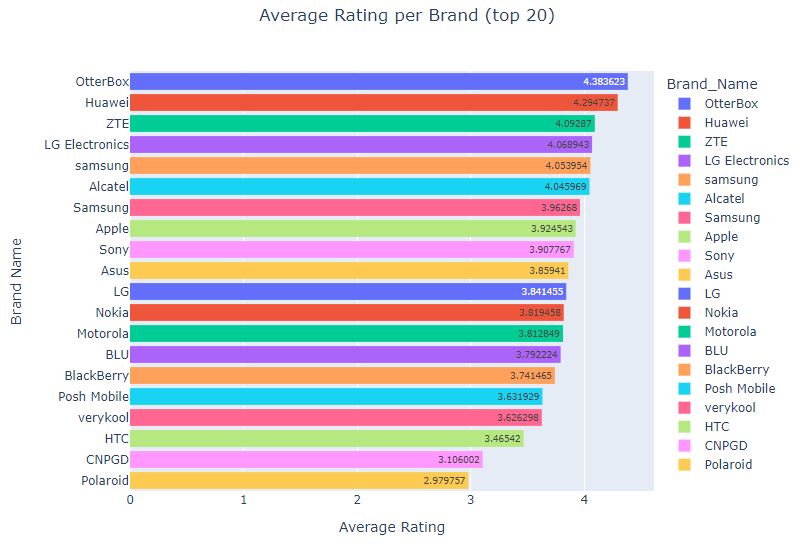 Average Rating per Brand (top 20)
Brand_Name
OtterBox 4.383623 OtterBox
Huawei 4.294737 Huawei
ZTE 4.09287 ZTE
LG Electronics 4.068943 LG Electronics
samsung 4.053954 samsung
Alcatel 4.045969 Alcatel
Samsung 3.96268 Samsung
Apple 3.924543 Apple
Sony 3.907767 Sony
Asus 3.85941 Asus
LG 3.841455 LG
Nokia 3.819458 Nokia
Motorola 3.812849 Motorola
BLU 3.792224 BLU
BlackBerry 3.741465 BlackBerry
Posh Mobile 3.631929 Posh Mobile
verykool 3.626298 verykool
HTC 3.46542 HTC
CNPGD 3.106002 CNPGD
Polaroid 2.979757 Polaroid
0 1 2 3 4
Average Rating
Brand Name